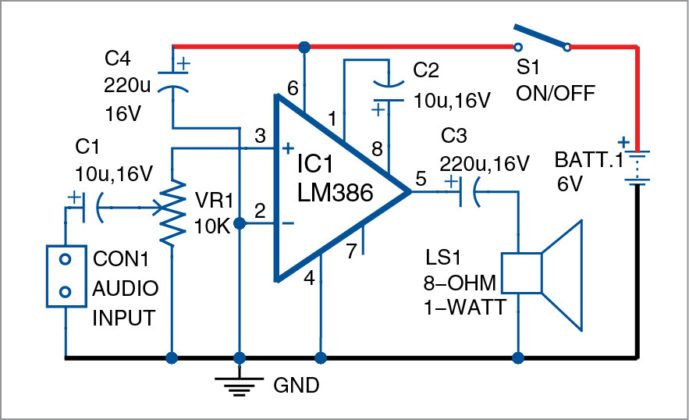 C4
220u
16V
C1
10u,16V
VR1
10K
CON1
AUDIO
INPUT
3
2
6
1
8
IC1
LM386
5
7
4
+
−
C2
10u,16V
+
C3
220u,16V
+
+
+
S1
ON/OFF
BATT.1
6V
+
LS1
8−OHM
1−WATT
GND